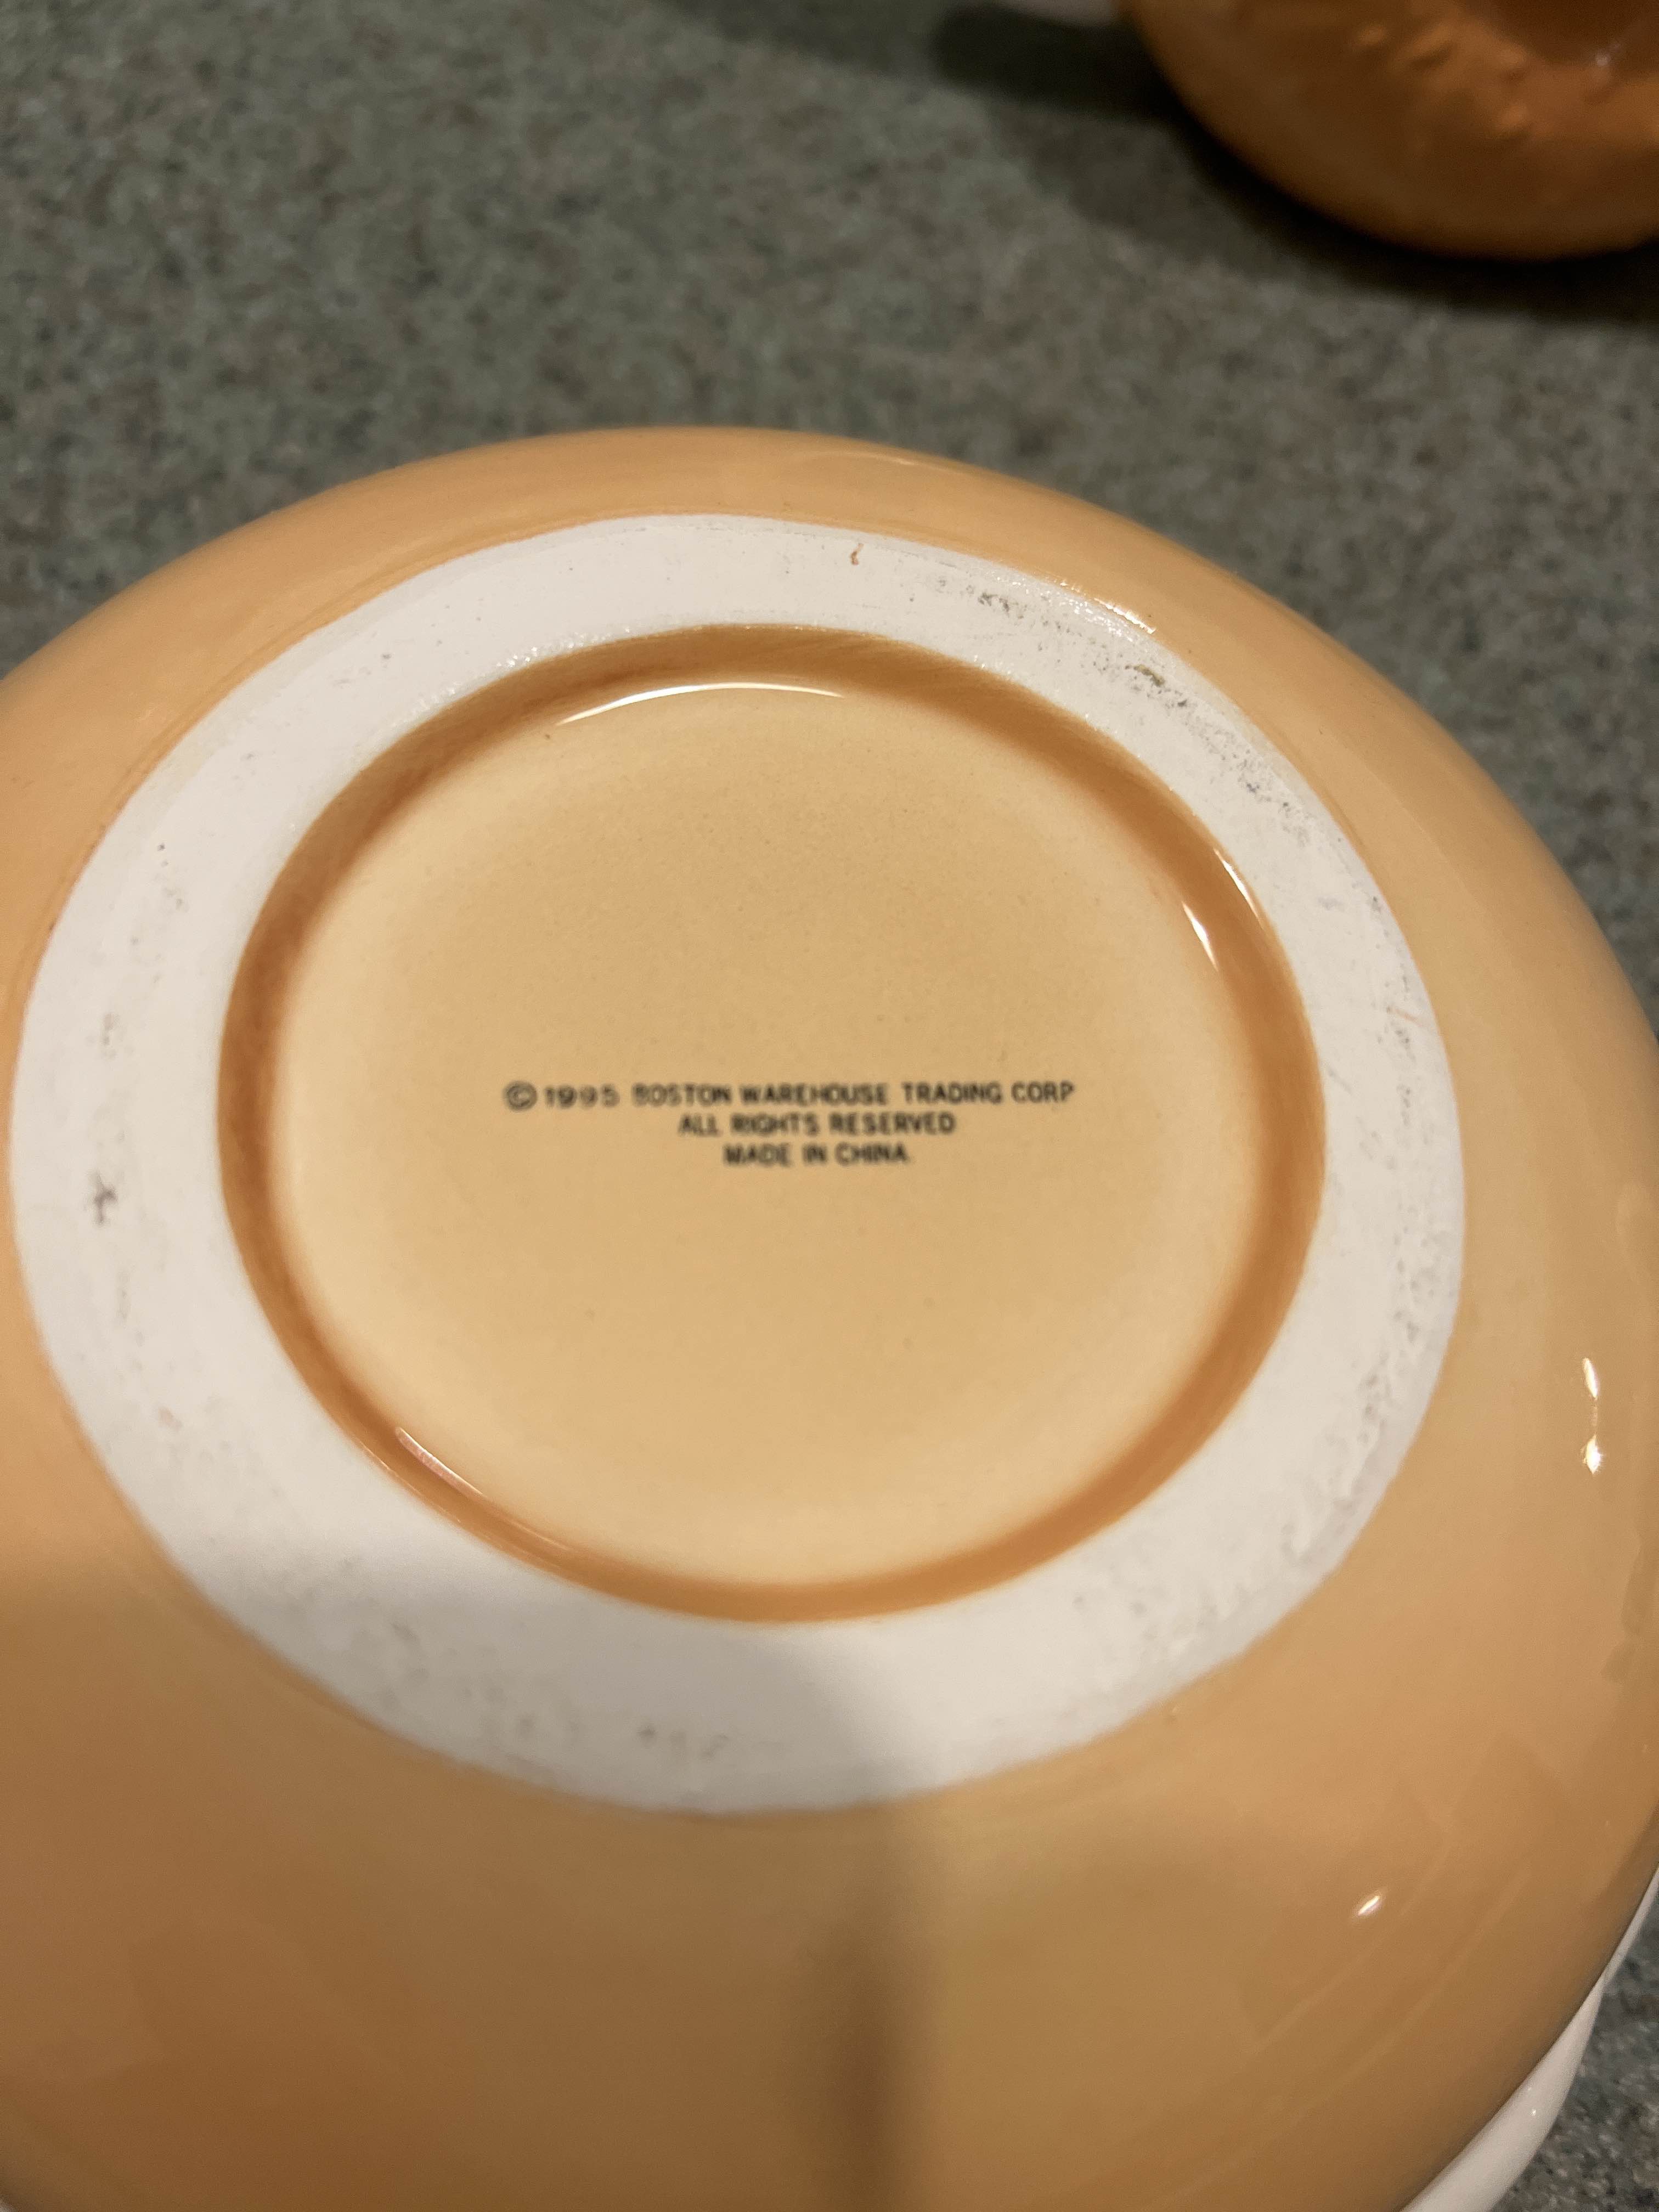 ©1995 BOSTON WAREHOUSE TRADING CORP
ALL RIGHTS RESERVED
MADE IN CHINA